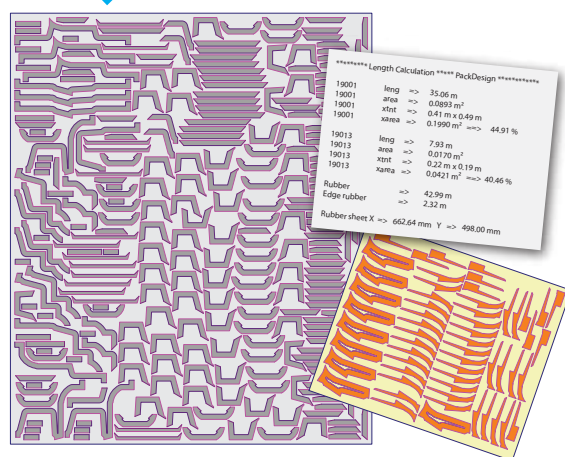 ********* Length Calculation ***** PackDesign ***********
19001 leng => 35.06 m
19001 area => 0.0893 m²
19001 xtnt => 0.41 m x 0.49 m
19001 xarea => 0.1990 m² ==> 44.91 %
19013 leng => 7.93 m
19013 area => 0.0170 m²
19013 xtnt => 0.22 m x 0.19 m
19013 xarea => 0.0421 m² ==> 40.46 %
Rubber => 42.99 m
Edge rubber => 2.32 m
Rubber sheet X => 662.64 mm Y => 498.00 mm